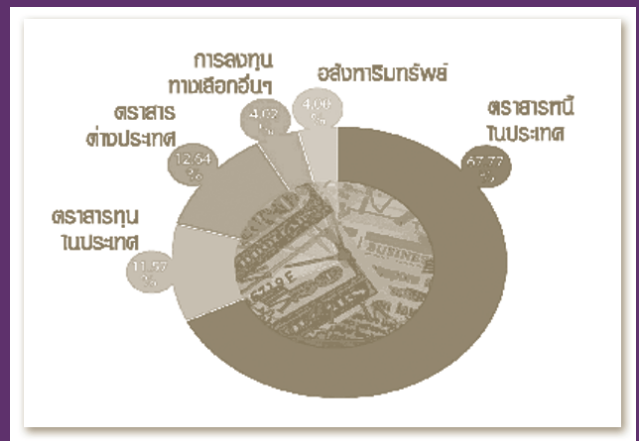 การลงทุน
ทางเลือกอื่นๆ
4.02
%
อสังหาริมทรัพย์
4.00
%
ตราสารหนี้
ในประเทศ
67.77
%
ตราสาร
ต่างประเทศ
12.64
%
ตราสารทุน
ในประเทศ
11.57
%